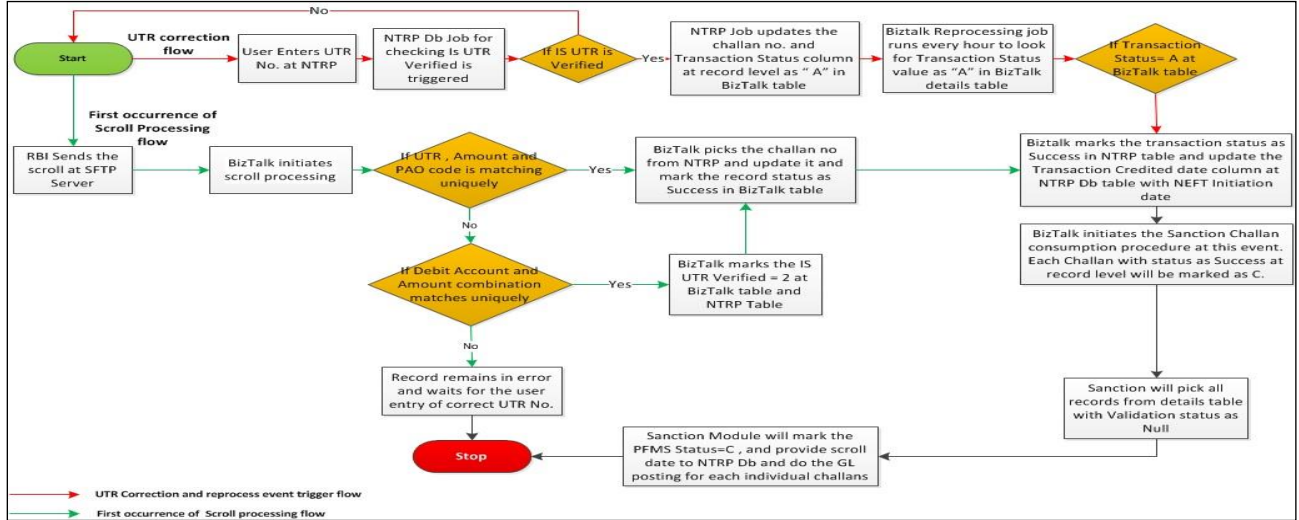 No
UTR correction
flow
Start
User Enters UTR
No. at NTRP
NTRP Db Job for
checking Is UTR
Verified is
triggered
If IS UTR is
Verified
Yes
NTRP Job updates the
challan no. and
Transaction Status column
at record level as “ A” in
BizTalk table
Biztalk Reprocessing job
runs every hour to look
for Transaction Status
value as “A” in BizTalk
details table
If Transaction
Status= A at
BizTalk table
First occurrence of
Scroll Processing
flow
RBI Sends the
scroll at SFTP
Server
BizTalk initiates
scroll processing
If UTR , Amount and
PAO code is matching
uniquely
Yes
BizTalk picks the challan no
from NTRP and update it and
mark the record status as
Success in BizTalk table
Biztalk marks the transaction status as
Success in NTRP table and update the
Transaction Credited date column at
NTRP Db table with NEFT Initiation
date
No
If Debit Account and
Amount combination
matches uniquely
Yes
BizTalk marks the IS
UTR Verified = 2 at
BizTalk table and
NTRP Table
BizTalk initiates the Sanction Challan
consumption procedure at this event.
Each Challan with status as Success at
record level will be marked as C.
No
Record remains in error
and waits for the user
entry of correct UTR No.
Sanction will pick all
records from details table
with Validation status as
Null
Stop
Sanction Module will mark the
PFMS Status=C , and provide scroll
date to NTRP Db and do the GL
posting for each individual challans
UTR Correction and reprocess event trigger flow
First occurrence of  Scroll processing flow